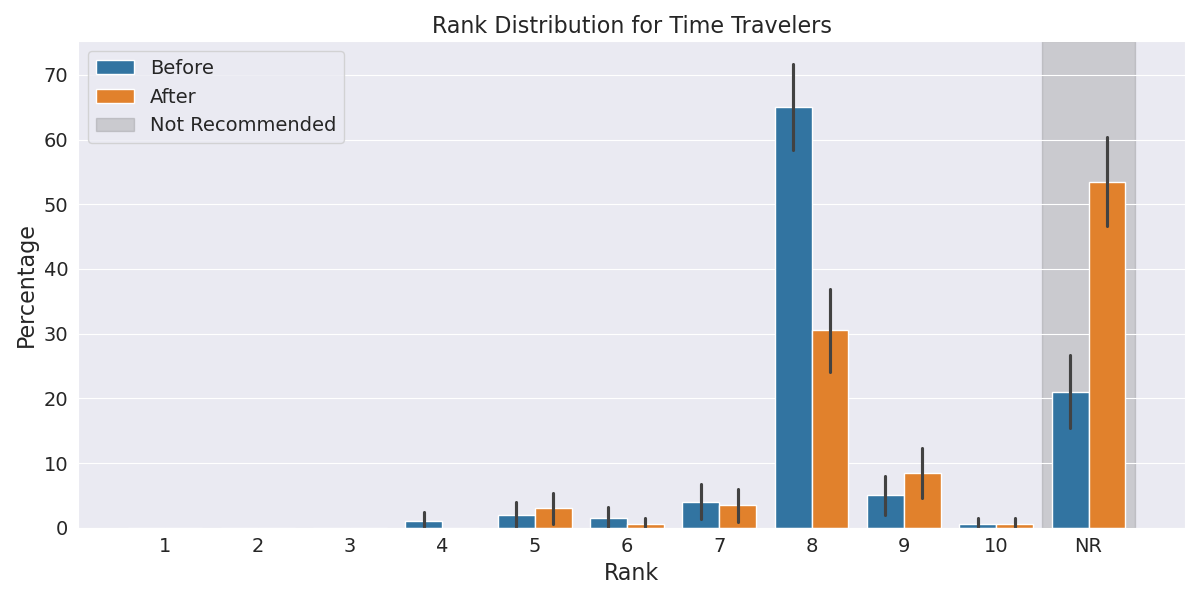 Rank Distribution for Time Travelers
Before
After
Not Recommended
70
60
50
40
30
20
10
0
Percentage
1 2 3 4 5 6 7 8 9 10 NR
Rank